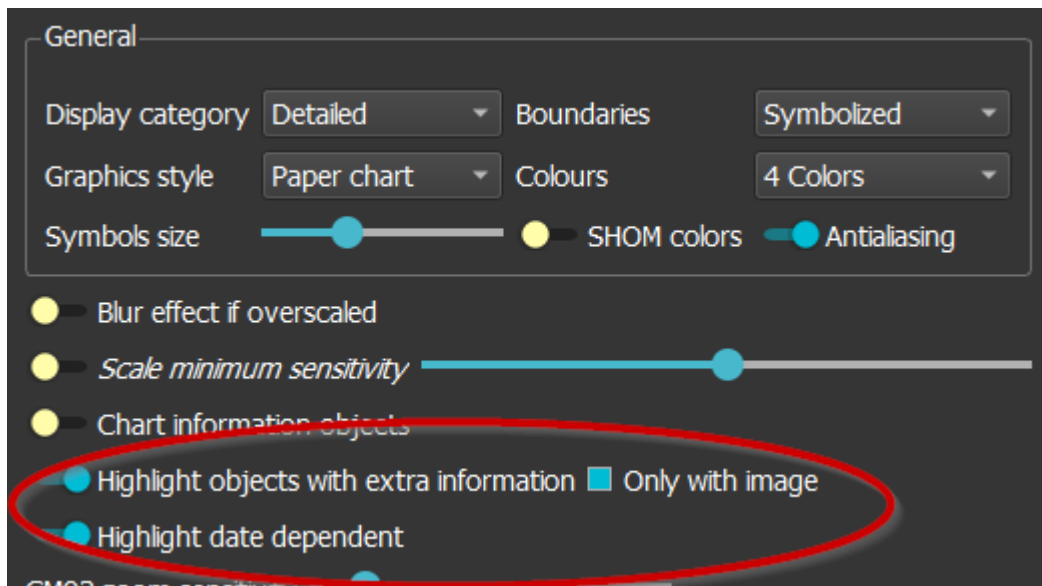 General
Display category Detailed Boundaries Symbolized
Graphics style Paper chart Colours 4 Colors
Symbols size SHOM colors Antialiasing
Blur effect if overscaled
Scale minimum sensitivity
Chart information objects
Highlight objects with extra information Only with image
Highlight date dependent
zoom